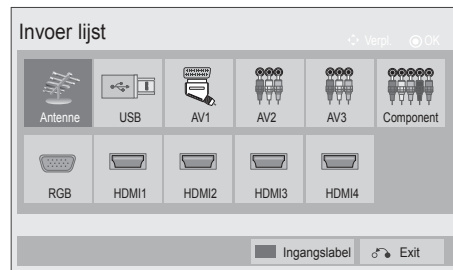 Invoer lijst
Verpl. OK
Antenne USB AV1 AV2 AV3 Component
RGB HDMI1 HDMI2 HDMI3 HDMI4
Ingangslabel Exit